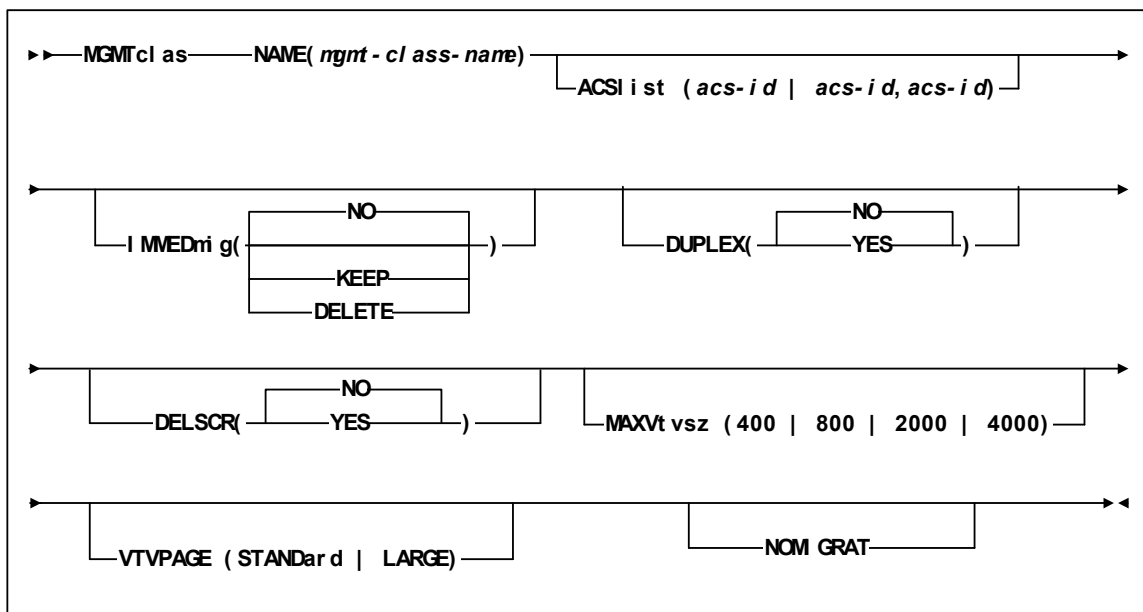 MGMTclas NAME(mgmt-class-name)
ACSlist (acs-id | acs-id,acs-id)
NO
IMMEDmig( )
KEEP
DELETE
NO
DUPLEX( YES )
NO
DELSCR( YES )
MAXVtvsz (400 | 800 | 2000 | 4000)
VTVPAGE (STANDard | LARGE)
NOMIGRAT